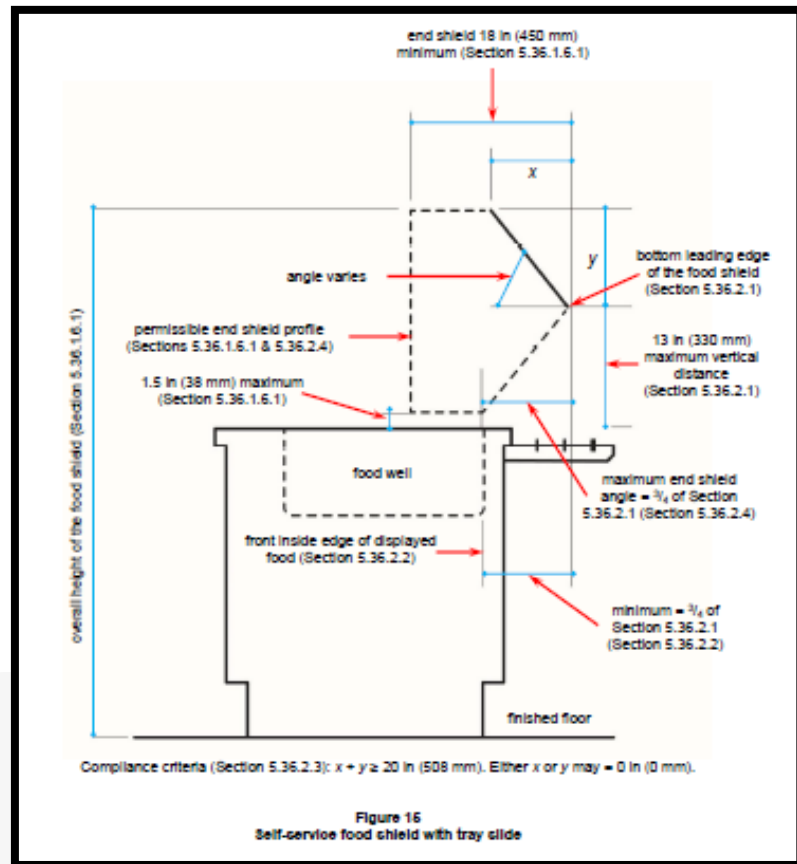 end shield 18 in (450 mm)
minimum (Section 5.36.1.6.1)
x
y
bottom leading edge
of the food shield
(Section 5.36.2.1)
angle varies
overall height of the food shield (Section 5.36.1.6.1)
permissible end shield profile
(Sections 5.36.1.6.1 & 5.36.2.4)
13 in (330 mm)
maximum vertical
distance
(Section 5.36.2.1)
1.5 in (38 mm) maximum
(Section 5.36.1.6.1)
food well
maximum end shield
angle = 3/4 of Section
5.36.2.1 (Section 5.36.2.4)
front inside edge of displayed
food (Section 5.36.2.2)
minimum = 3/4 of
Section 5.36.2.1
(Section 5.36.2.2)
finished floor
Compliance criteria (Section 5.36.2.3): x + y ≥ 20 in (508 mm). Either x or y may = 0 in (0 mm).
Figure 15
Self-service food shield with tray slide